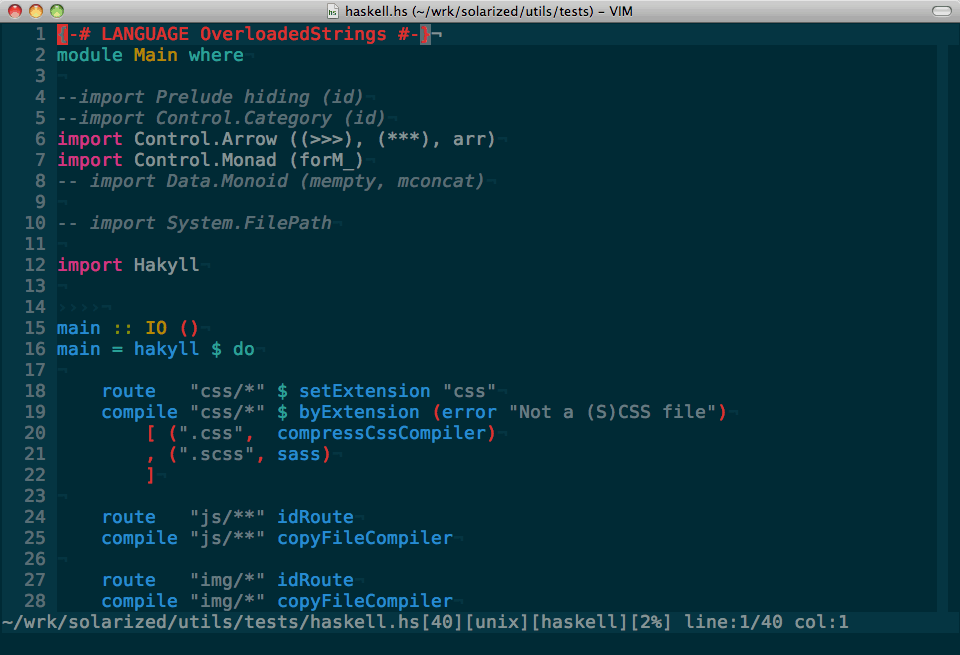 haskell.hs (~/wrk/solarized/utils/tests) – VIM
1 {-# LANGUAGE OverloadedStrings #-}¬
2 module Main where¬
3 ¬
4 --import Prelude hiding (id)¬
5 --import Control.Category (id)¬
6 import Control.Arrow ((>>>), (***), arr)¬
7 import Control.Monad (forM_)¬
8 -- import Data.Monoid (mempty, mconcat)¬
9 ¬
10 -- import System.FilePath¬
11 ¬
12 import Hakyll¬
13 ¬
14 ››››¬
15 main :: IO ()¬
16 main = hakyll $ do¬
17 ¬
18     route   "css/*" $ setExtension "css"¬
19     compile "css/*" $ byExtension (error "Not a (S)CSS file")¬
20         [ (".css",  compressCssCompiler)¬
21         , (".scss", sass)¬
22         ]¬
23 ¬
24     route   "js/**" idRoute¬
25     compile "js/**" copyFileCompiler¬
26 ¬
27     route   "img/*" idRoute¬
28     compile "img/*" copyFileCompiler¬
~/wrk/solarized/utils/tests/haskell.hs[40][unix][haskell][2%] line:1/40 col:1